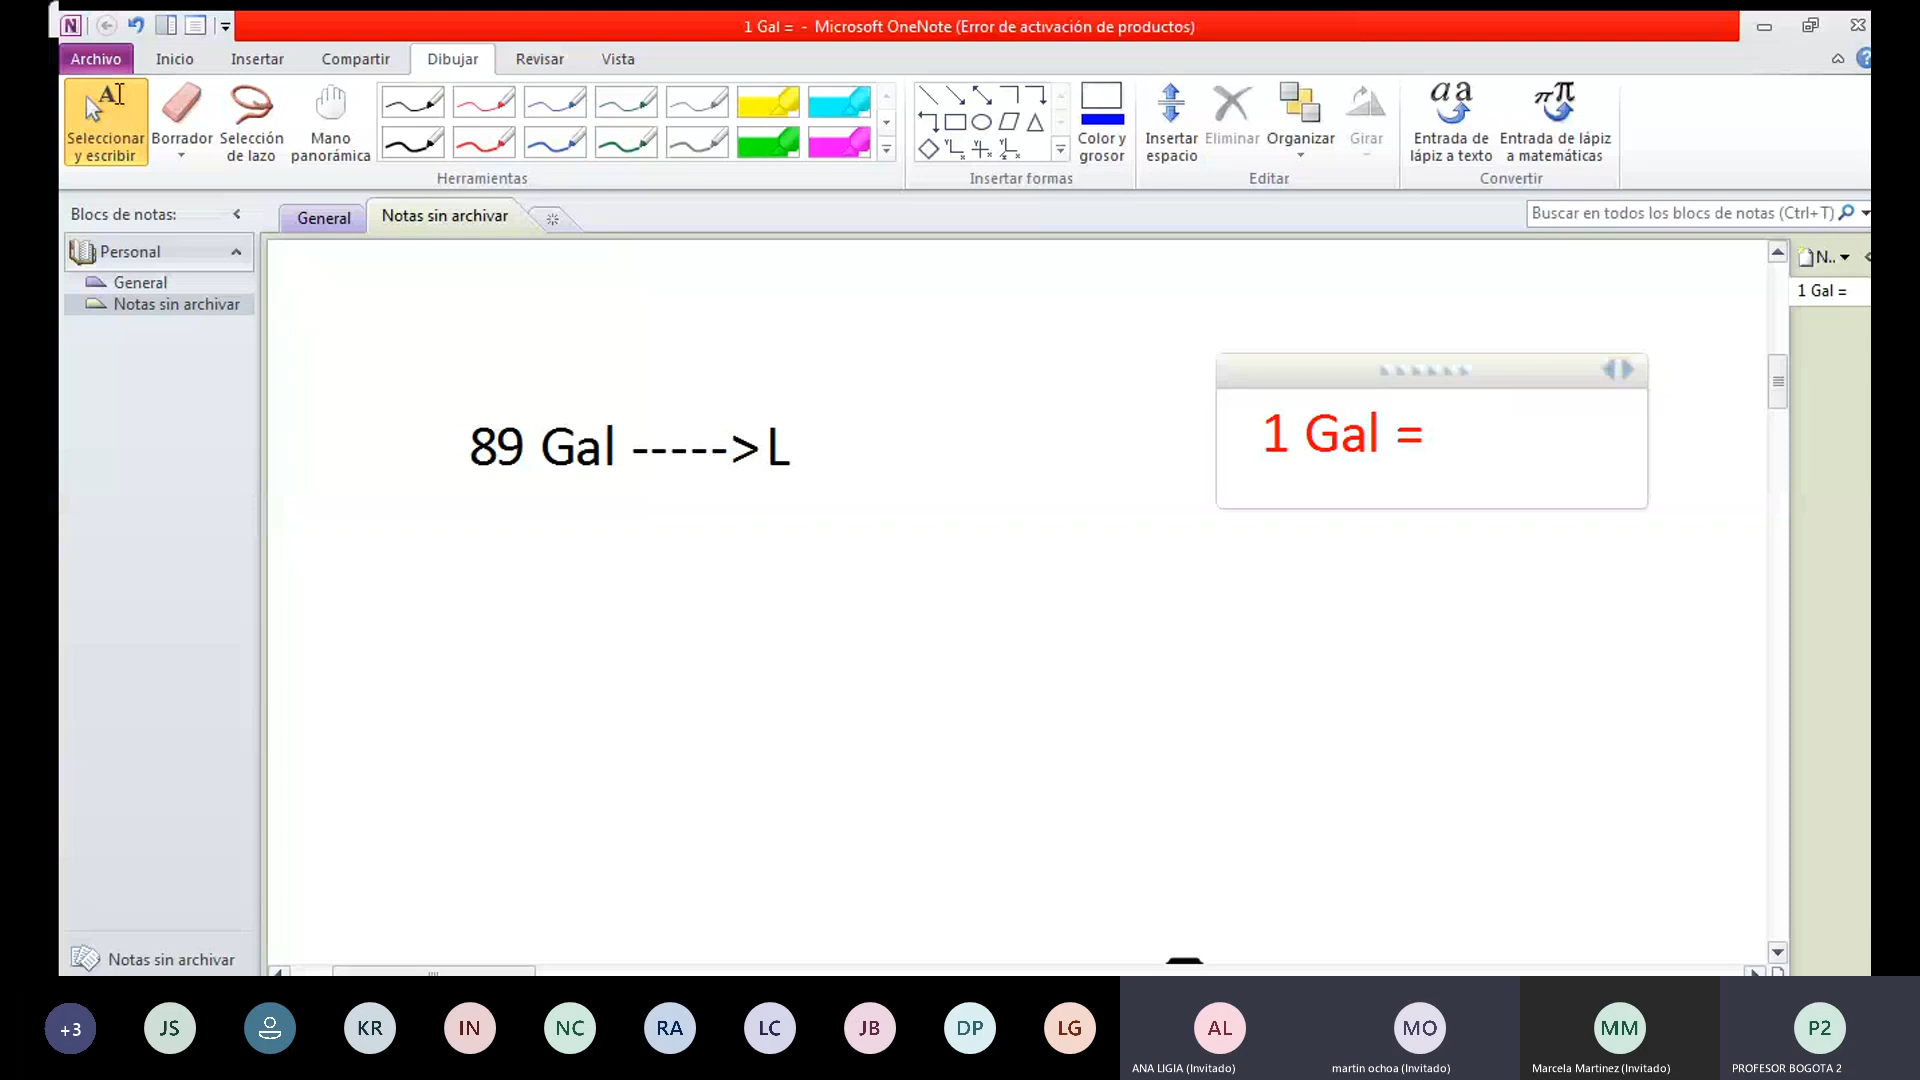 1 Gal = - Microsoft OneNote (Error de activación de productos)
Archivo Inicio Insertar Compartir Dibujar Revisar Vista
Seleccionar y escribir
Borrador
Selección de lazo
Mano panorámica
Color y grosor
Insertar espacio
Eliminar
Organizar
Girar
Entrada de lápiz a texto
Entrada de lápiz a matemáticas
Herramientas
Insertar formas
Editar
Convertir
Blocs de notas:
General
Notas sin archivar
Buscar en todos los blocs de notas (Ctrl+T)
Personal
General
Notas sin archivar
N..
1 Gal =
89 Gal ----->L
1 Gal =
Notas sin archivar
+3
JS
KR
IN
NC
RA
LC
JB
DP
LG
AL
MO
MM
P2
ANA LIGIA (Invitado)
martin ochoa (Invitado)
Marcela Martinez (Invitado)
PROFESOR BOGOTA 2